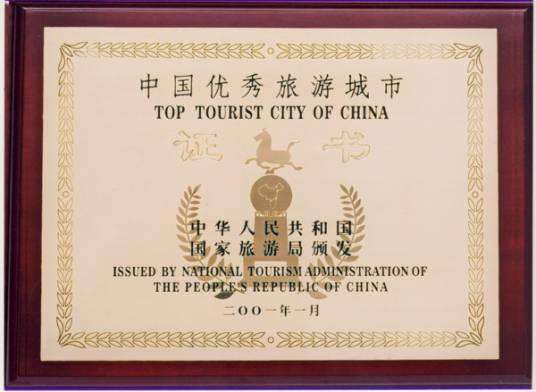 中国优秀旅游城市
TOP TOURIST CITY OF CHINA
证 书
中华人民共和国
国家旅游局颁发
ISSUED BY NATIONAL TOURISM ADMINISTRATION OF
THE PEOPLE'S REPUBLIC OF CHINA
二OO一年一月